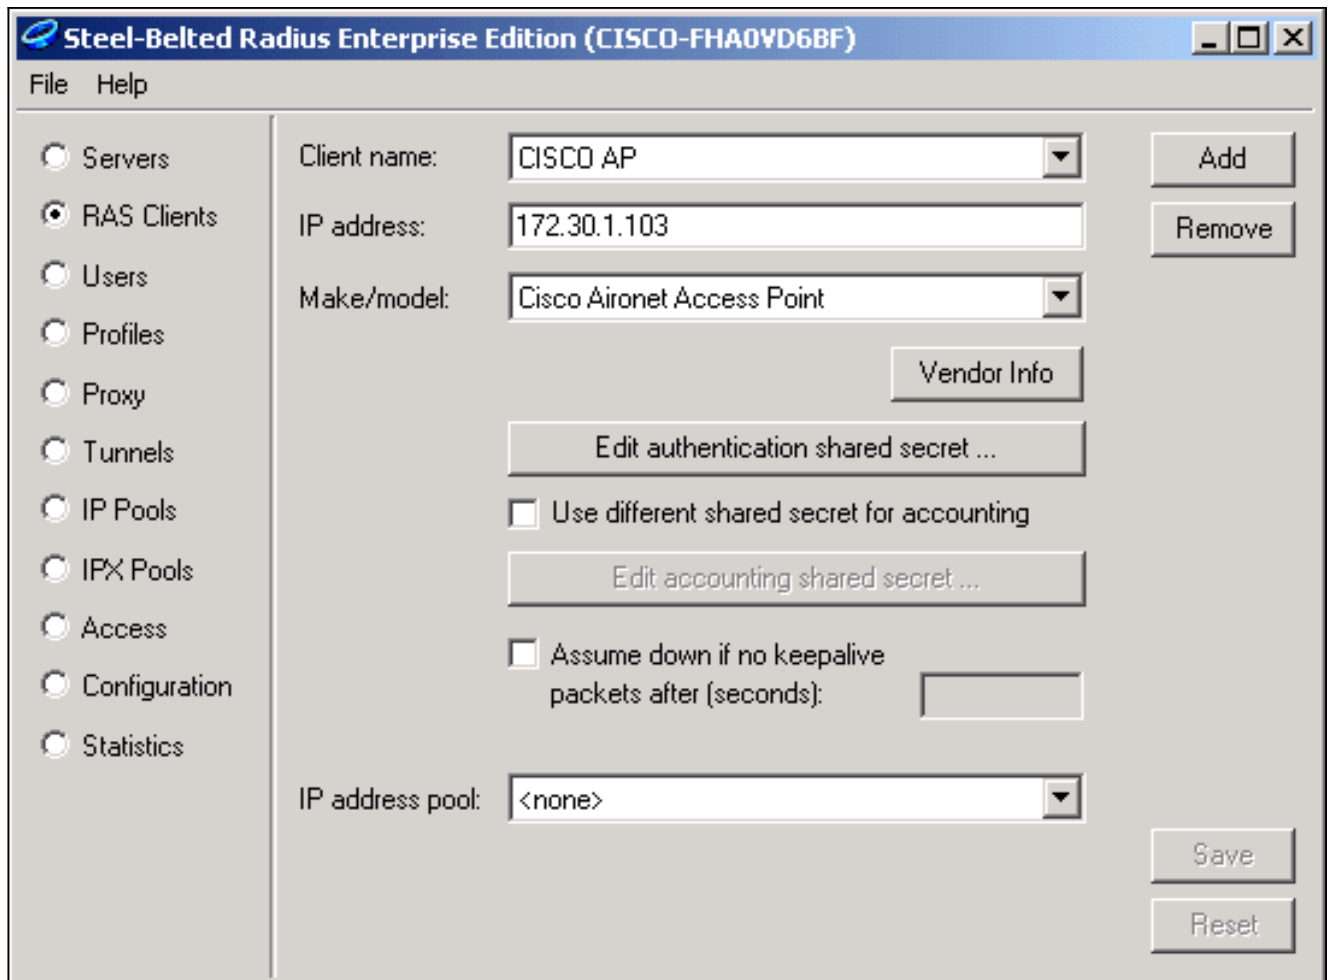 Steel-Belted Radius Enterprise Edition (CISCO-FHA0VD6BF)
File Help
Servers
RAS Clients
Users
Profiles
Proxy
Tunnels
IP Pools
IPX Pools
Access
Configuration
Statistics
Client name: CISCO AP
IP address: 172.30.1.103
Make/model: Cisco Aironet Access Point
Vendor Info
Edit authentication shared secret ...
Use different shared secret for accounting
Edit accounting shared secret ...
Assume down if no keepalive
packets after (seconds):
IP address pool: <none>
Add
Remove
Save
Reset